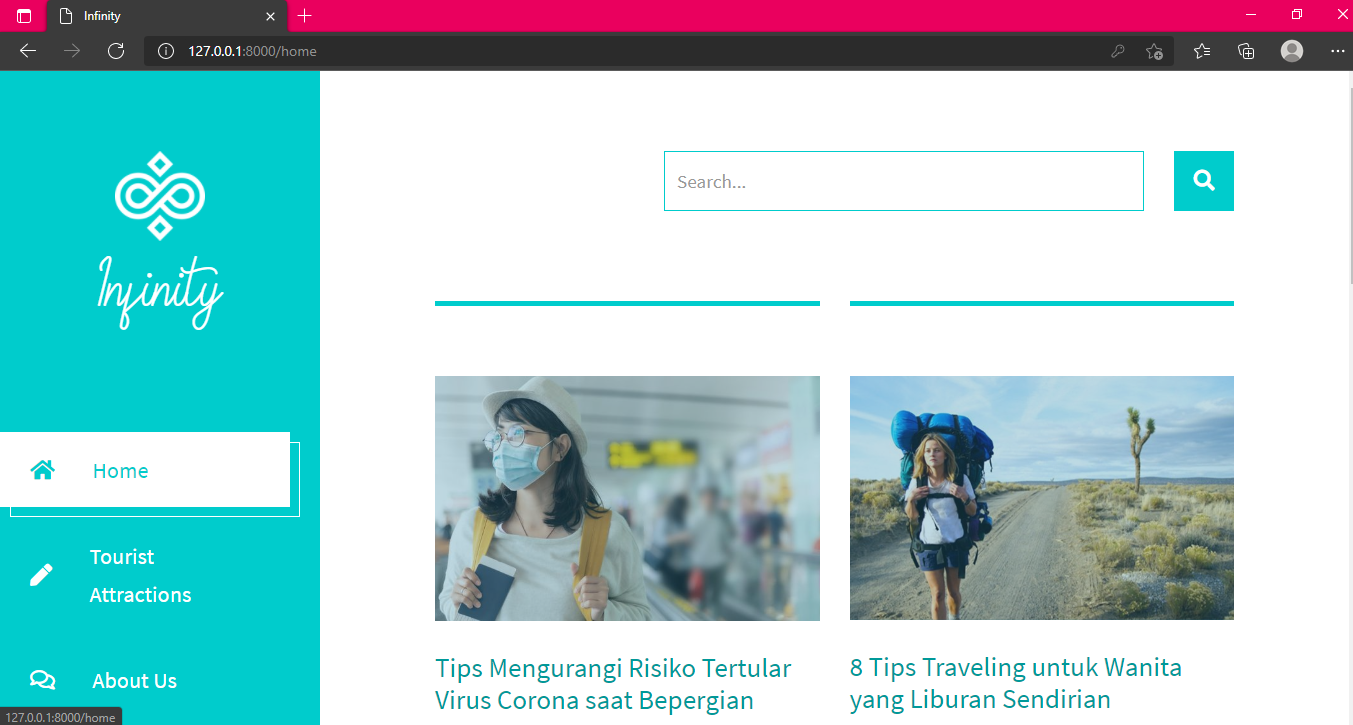 Infinity
127.0.0.1:8000/home
Search...
Infinity
Home
Tourist
Attractions
About Us
Tips Mengurangi Risiko Tertular
Virus Corona saat Bepergian
8 Tips Traveling untuk Wanita
yang Liburan Sendirian
127.0.0.1:8000/home